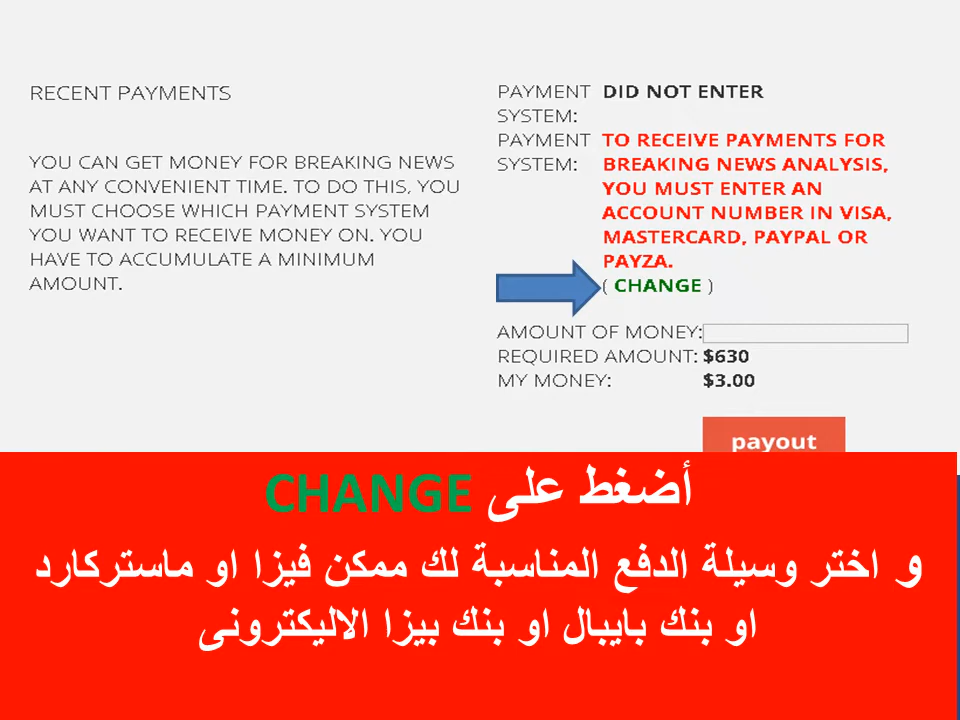 RECENT PAYMENTS
YOU CAN GET MONEY FOR BREAKING NEWS
AT ANY CONVENIENT TIME. TO DO THIS, YOU
MUST CHOOSE WHICH PAYMENT SYSTEM
YOU WANT TO RECEIVE MONEY ON. YOU
HAVE TO ACCUMULATE A MINIMUM
AMOUNT.
PAYMENT SYSTEM: DID NOT ENTER
PAYMENT SYSTEM: TO RECEIVE PAYMENTS FOR
BREAKING NEWS ANALYSIS,
YOU MUST ENTER AN
ACCOUNT NUMBER IN VISA,
MASTERCARD, PAYPAL OR
PAYZA.
( CHANGE )
AMOUNT OF MONEY:
REQUIRED AMOUNT: $630
MY MONEY: $3.00
payout
أضغط على CHANGE
و اختر وسيلة الدفع المناسبة لك ممكن فيزا او ماستركارد
او بنك بايبال او بنك بيزا الاليكترونى